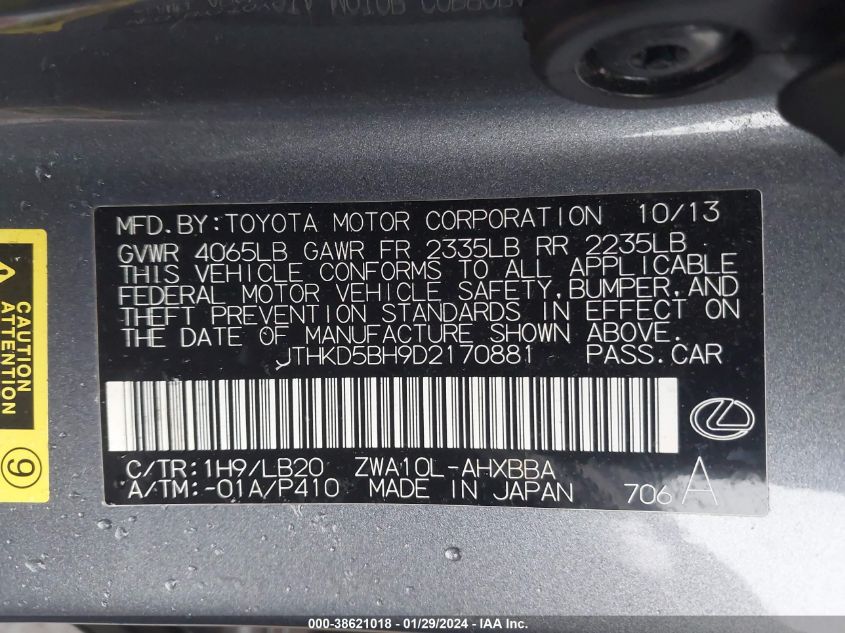 MFD.BY:TOYOTA MOTOR CORPORATION 10/13
GVWR 4065LB GAWR FR 2335LB RR 2235LB
THIS VEHICLE CONFORMS TO ALL APPLICABLE
FEDERAL MOTOR VEHICLE SAFETY,BUMPER,AND
THEFT PREVENTION STANDARDS IN EFFECT ON
THE DATE OF MANUFACTURE SHOWN ABOVE.
JTHKD5BH9D2170881 PASS.CAR
C/TR:1H9/LB20 ZWA10L-AHXBBA
A/TM:-01A/P410 MADE IN JAPAN 706 A
CAUTION
ATTENTION
9
000-38621018 - 01/29/2024 - IAA Inc.